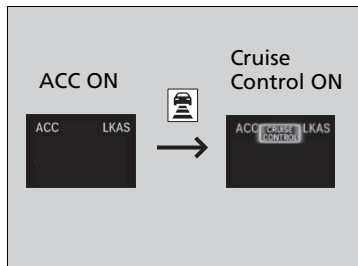 ACC ON
Cruise
Control ON
ACC LKAS
ACC CRUISE CONTROL LKAS